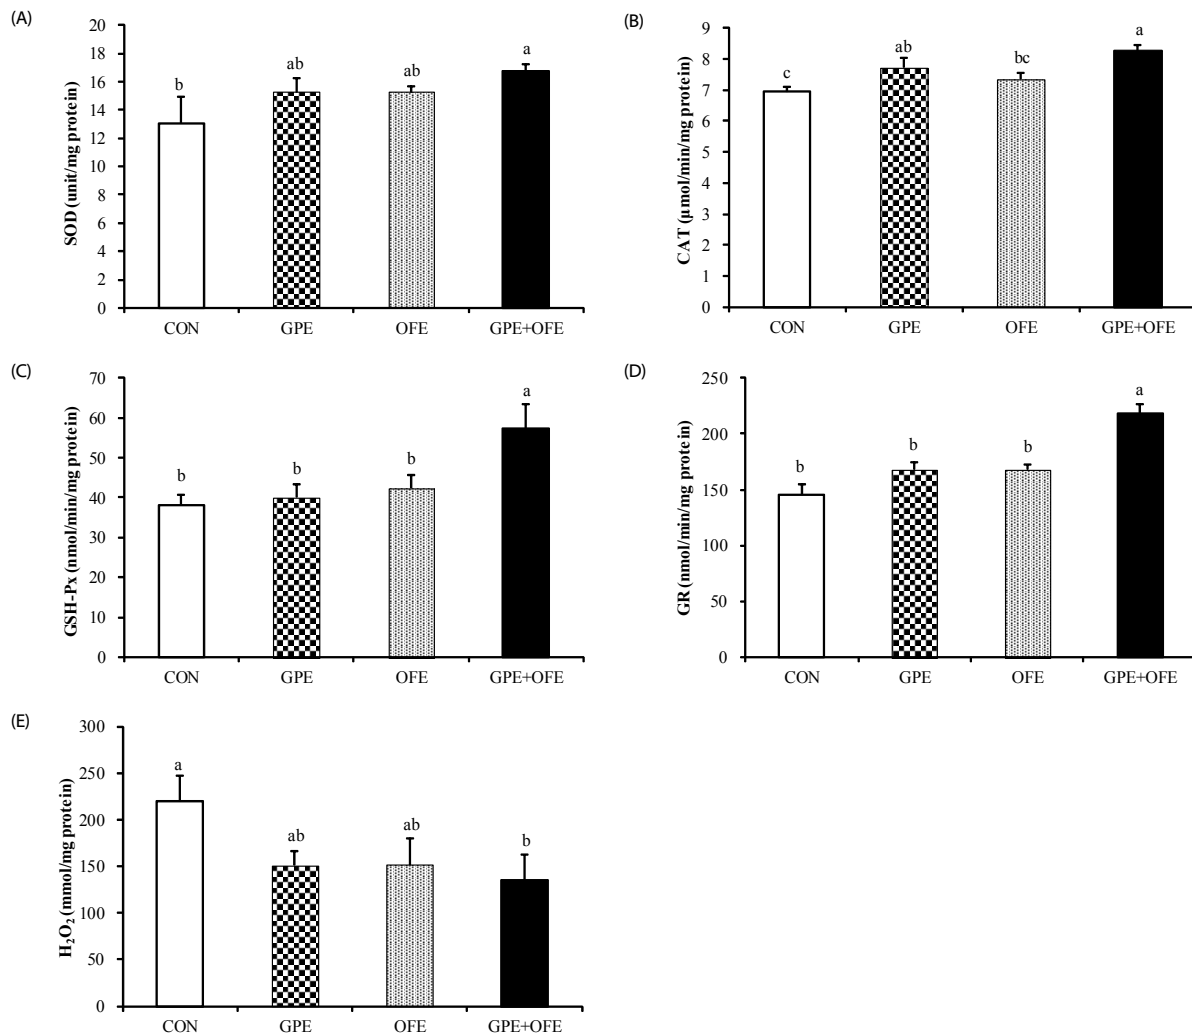 (A)
SOD (unit/mg protein)
20
18
16
14
12
10
8
6
4
2
0
b
ab
ab
a
CON GPE OFE GPE+OFE
(B)
CAT (µmol/min/mg protein)
9
8
7
6
5
4
3
2
1
0
c
ab
bc
a
CON GPE OFE GPE+OFE
(C)
GSH-Px (nmol/min/mg protein)
70
60
50
40
30
20
10
0
b
b
b
a
CON GPE OFE GPE+OFE
(D)
GR (nmol/min/mg protein)
250
200
150
100
50
0
b
b
b
a
CON GPE OFE GPE+OFE
(E)
H₂O₂ (mmol/mg protein)
300
250
200
150
100
50
0
a
ab
ab
b
CON GPE OFE GPE+OFE